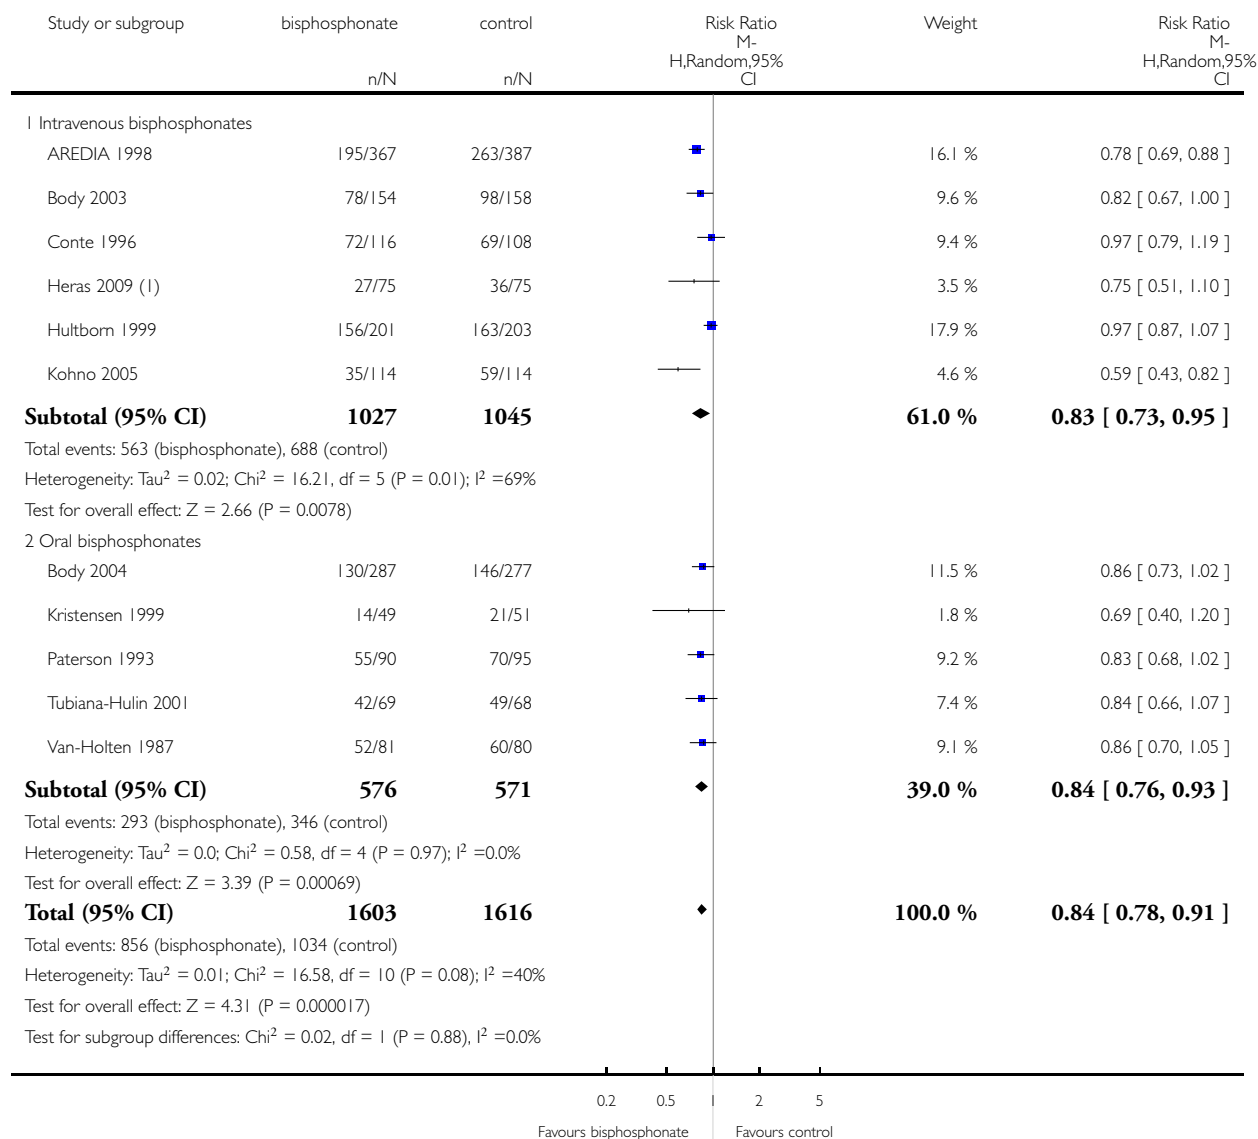 Study or subgroup bisphosphonate control Risk Ratio Weight Risk Ratio
M- M-
H,Random,95% H,Random,95%
n/N n/N CI CI
1 Intravenous bisphosphonates
AREDIA 1998 195/367 263/387 16.1 % 0.78 [ 0.69, 0.88 ]
Body 2003 78/154 98/158 9.6 % 0.82 [ 0.67, 1.00 ]
Conte 1996 72/116 69/108 9.4 % 0.97 [ 0.79, 1.19 ]
Heras 2009 (1) 27/75 36/75 3.5 % 0.75 [ 0.51, 1.10 ]
Hultborn 1999 156/201 163/203 17.9 % 0.97 [ 0.87, 1.07 ]
Kohno 2005 35/114 59/114 4.6 % 0.59 [ 0.43, 0.82 ]
Subtotal (95% CI) 1027 1045 61.0 % 0.83 [ 0.73, 0.95 ]
Total events: 563 (bisphosphonate), 688 (control)
Heterogeneity: Tau² = 0.02; Chi² = 16.21, df = 5 (P = 0.01); I² =69%
Test for overall effect: Z = 2.66 (P = 0.0078)
2 Oral bisphosphonates
Body 2004 130/287 146/277 11.5 % 0.86 [ 0.73, 1.02 ]
Kristensen 1999 14/49 21/51 1.8 % 0.69 [ 0.40, 1.20 ]
Paterson 1993 55/90 70/95 9.2 % 0.83 [ 0.68, 1.02 ]
Tubiana-Hulin 2001 42/69 49/68 7.4 % 0.84 [ 0.66, 1.07 ]
Van-Holten 1987 52/81 60/80 9.1 % 0.86 [ 0.70, 1.05 ]
Subtotal (95% CI) 576 571 39.0 % 0.84 [ 0.76, 0.93 ]
Total events: 293 (bisphosphonate), 346 (control)
Heterogeneity: Tau² = 0.0; Chi² = 0.58, df = 4 (P = 0.97); I² =0.0%
Test for overall effect: Z = 3.39 (P = 0.00069)
Total (95% CI) 1603 1616 100.0 % 0.84 [ 0.78, 0.91 ]
Total events: 856 (bisphosphonate), 1034 (control)
Heterogeneity: Tau² = 0.01; Chi² = 16.58, df = 10 (P = 0.08); I² =40%
Test for overall effect: Z = 4.31 (P = 0.000017)
Test for subgroup differences: Chi² = 0.02, df = 1 (P = 0.88), I² =0.0%
0.2 0.5 1 2 5
Favours bisphosphonate Favours control